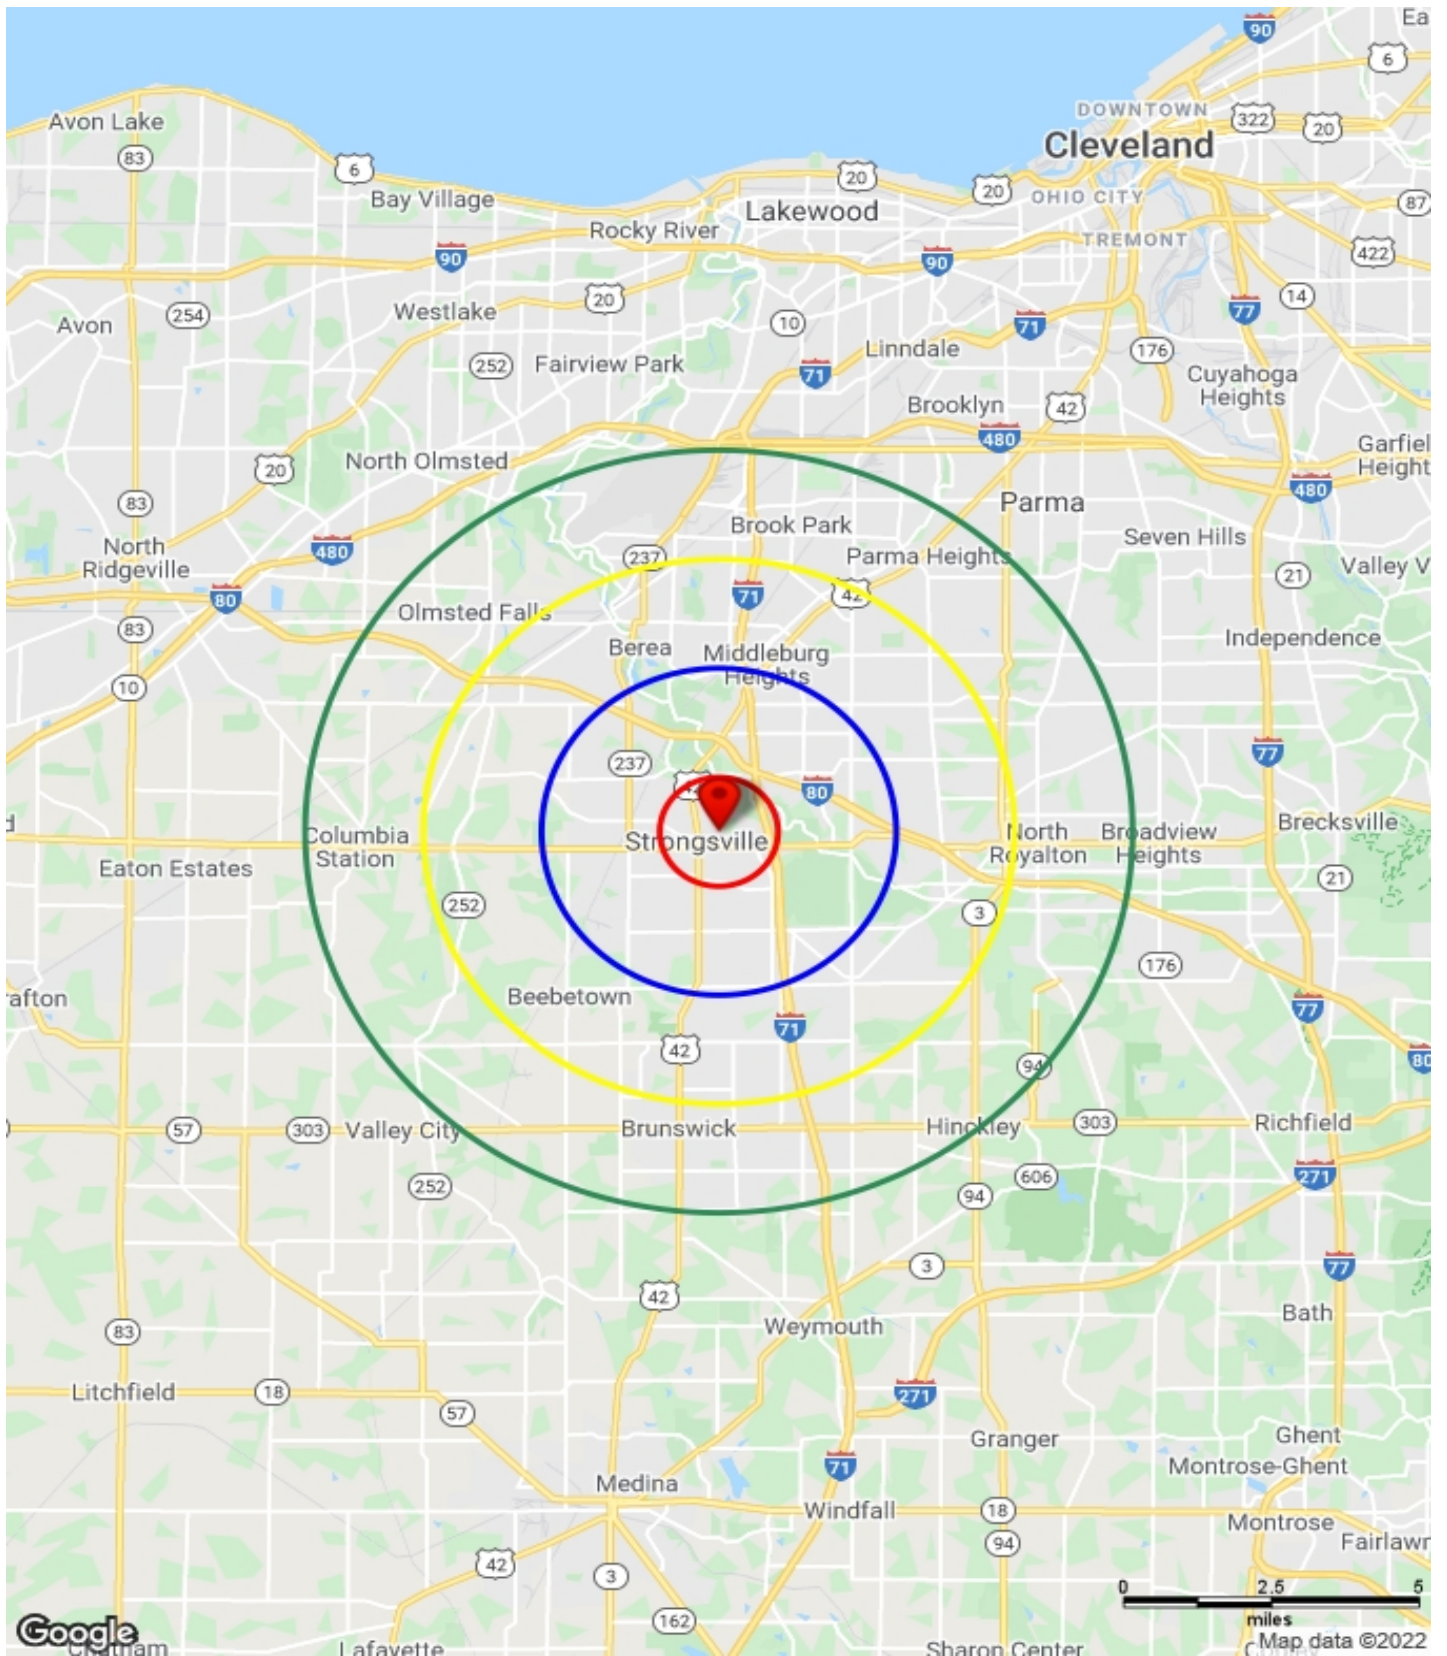 90
Ea
6
DOWNTOWN
322
20
Avon Lake
Cleveland
83
6
20
20
OHIO CITY
87
Bay Village
Lakewood
Rocky River
TREMONT
422
90
90
20
14
77
Westlake
254
Avon
10
71
Linndale
176
252
Fairview Park
71
Cuyahoga
Heights
Brooklyn
42
480
Garfiel
Height
North Olmsted
20
480
83
Parma
Brook Park
Seven Hills
North
Ridgeville
480
237
Parma Heights
Valley V
21
80
71
42
Olmsted Falls
83
Berea
Middleburg
Heights
Independence
10
77
237
42
80
Columbia
Station
Strongsville
North
Royalton
Broadview
Heights
Brecksville
d
Eaton Estates
21
252
3
176
rafton
Beebetown
77
71
42
94
80
57
303
Valley City
Brunswick
Hinckley
303
Richfield
252
606
271
94
3
77
42
Bath
Weymouth
83
Litchfield
18
271
57
Granger
Ghent
71
Montrose-Ghent
Medina
Windfall
18
Montrose
94
Fairlawn
42
3
0 2.5 5
miles
162
Google
Chatham
Lafayette
Sharon Center
Map data ©2022